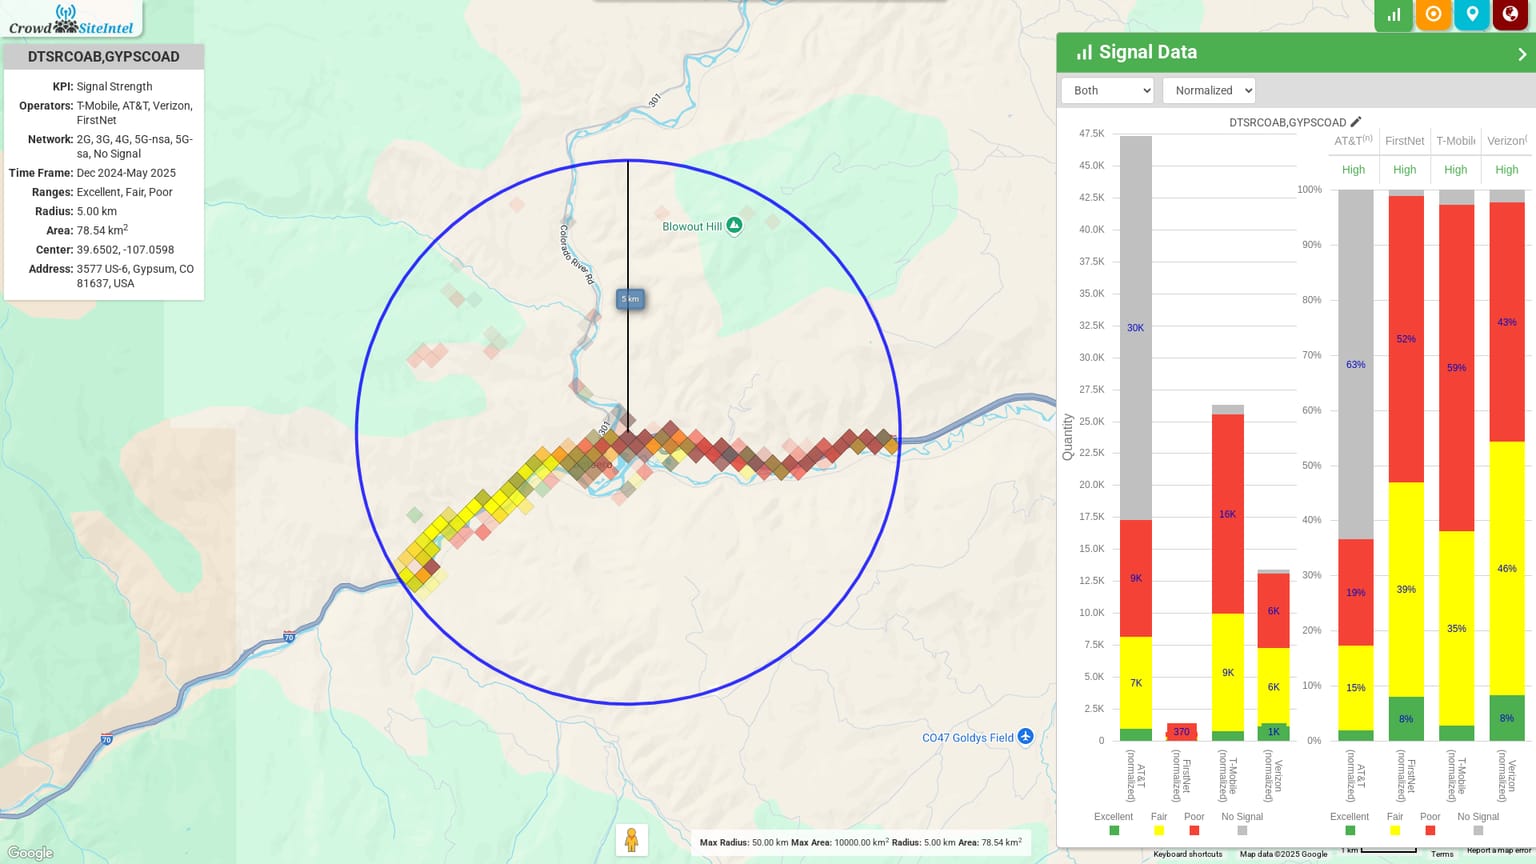 Crowd SiteIntel
DTSRCOAB,GYPSCOAD
KPI: Signal Strength
Operators: T-Mobile, AT&T, Verizon,
FirstNet
Network: 2G, 3G, 4G, 5G-nsa, 5G-
sa, No Signal
Time Frame: Dec 2024-May 2025
Ranges: Excellent, Fair, Poor
Radius: 5.00 km
Area: 78.54 km2
Center: 39.6502, -107.0598
Address: 3577 US-6, Gypsum, CO
81637, USA
301
Blowout Hill
Colorado River Rd
5 km
301
70
70
CO47 Goldys Field
Google
Max Radius: 50.00 km Max Area: 10000.00 km2 Radius: 5.00 km Area: 78.54 km2
Signal Data
Both
Normalized
DTSRCOAB,GYPSCOAD
AT&T(n) FirstNet T-Mobile Verizon(
High High High High
47.5K
45.0K
42.5K
40.0K
37.5K
35.0K
32.5K
30.0K
27.5K
25.0K
22.5K
20.0K
17.5K
15.0K
12.5K
10.0K
7.5K
5.0K
2.5K
0
Quantity
30K
9K
7K
370
16K
9K
6K
6K
1K
AT&T
(normalized)
FirstNet
(normalized)
T-Mobile
(normalized)
Verizon
(normalized)
Excellent Fair Poor No Signal
100%
90%
80%
70%
60%
50%
40%
30%
20%
10%
0%
63%
19%
15%
52%
39%
8%
59%
35%
43%
46%
8%
AT&T
(normalized)
FirstNet
(normalized)
T-Mobile
(normalized)
Verizon
(normalized)
Excellent Fair Poor No Signal
Keyboard shortcuts Map data ©2025 Google 1 km Terms Report a map error